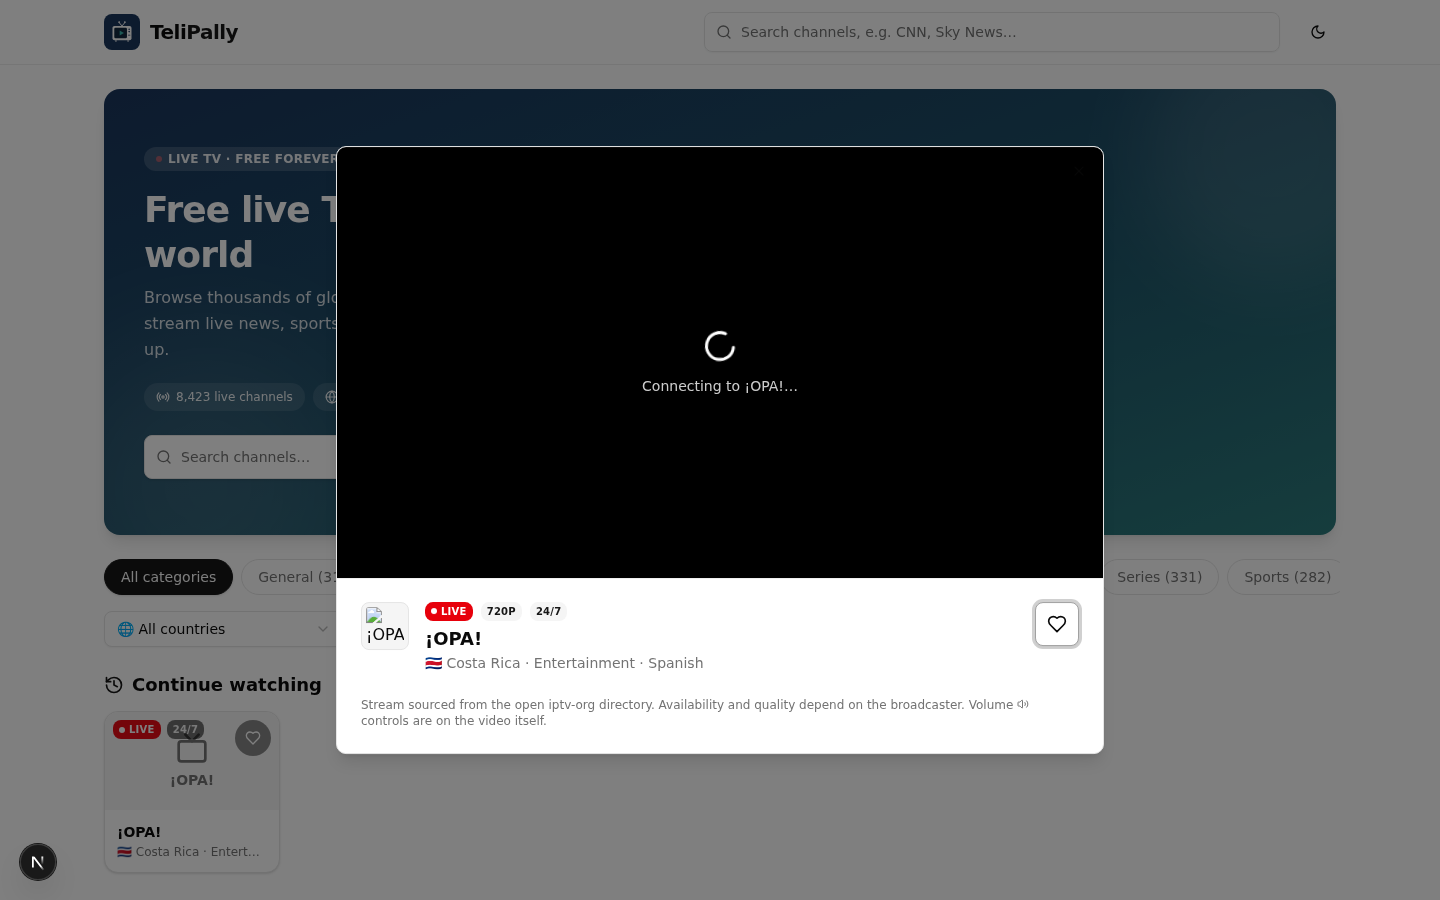 TeliPally
Search channels, e.g. CNN, Sky News…
LIVE TV · FREE FOREVER
Free live T
world
Browse thousands of glo
stream live news, sports
up.
8,423 live channels
Search channels…
Connecting to ¡OPA!…
All categories
General (31
Series (331)
Sports (282)
🌐 All countries
LIVE
720P
24/7
¡OPA
¡OPA!
🇨🇷 Costa Rica · Entertainment · Spanish
Stream sourced from the open iptv-org directory. Availability and quality depend on the broadcaster. Volume
controls are on the video itself.
Continue watching
LIVE
24/7
¡OPA!
¡OPA!
🇨🇷 Costa Rica · Entert…
N